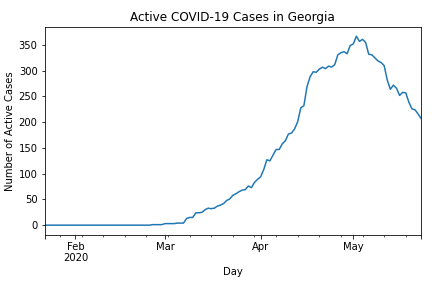 Active COVID-19 Cases in Georgia
Number of Active Cases
350
300
250
200
150
100
50
0
Feb
2020
Mar
Apr
May
Day